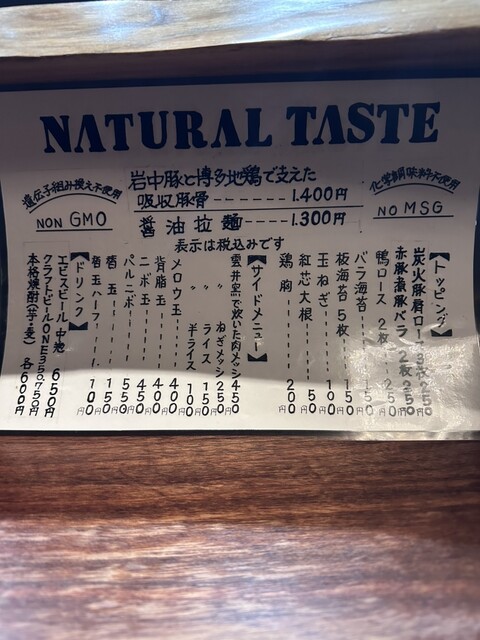 NATURAL TASTE
遺伝子組み換え不使用
NON GMO
岩中豚と博多地鶏で支えた
吸収豚骨------1.400円
醤油拉麺-----1.300円
化学調味料不使用
NO MSG
表示は税込みです
【トッピング】
炭火豚肩ロース3枚 250円
赤豚煮豚バラ 2枚 250円
鴨ロース 2枚 250円
バラ海苔 150円
板海苔5枚 100円
玉ねぎ 100円
紅芯大根 50円
鶏胸 200円
【サイドメニュー】
雲井窯で炊いた肉メシ 450円
〃 ねぎメシ 250円
〃 ライス 150円
半ライス 100円
メロウ玉 400円
背脂玉 450円
ニボ玉 400円
パルニボ 550円
替玉 150円
替玉ハーフ 100円
【ドリンク】
エビスビール 中瓶 650円
クラフトビールONE350 750円
本格焼酎(芋・麦) 各600円